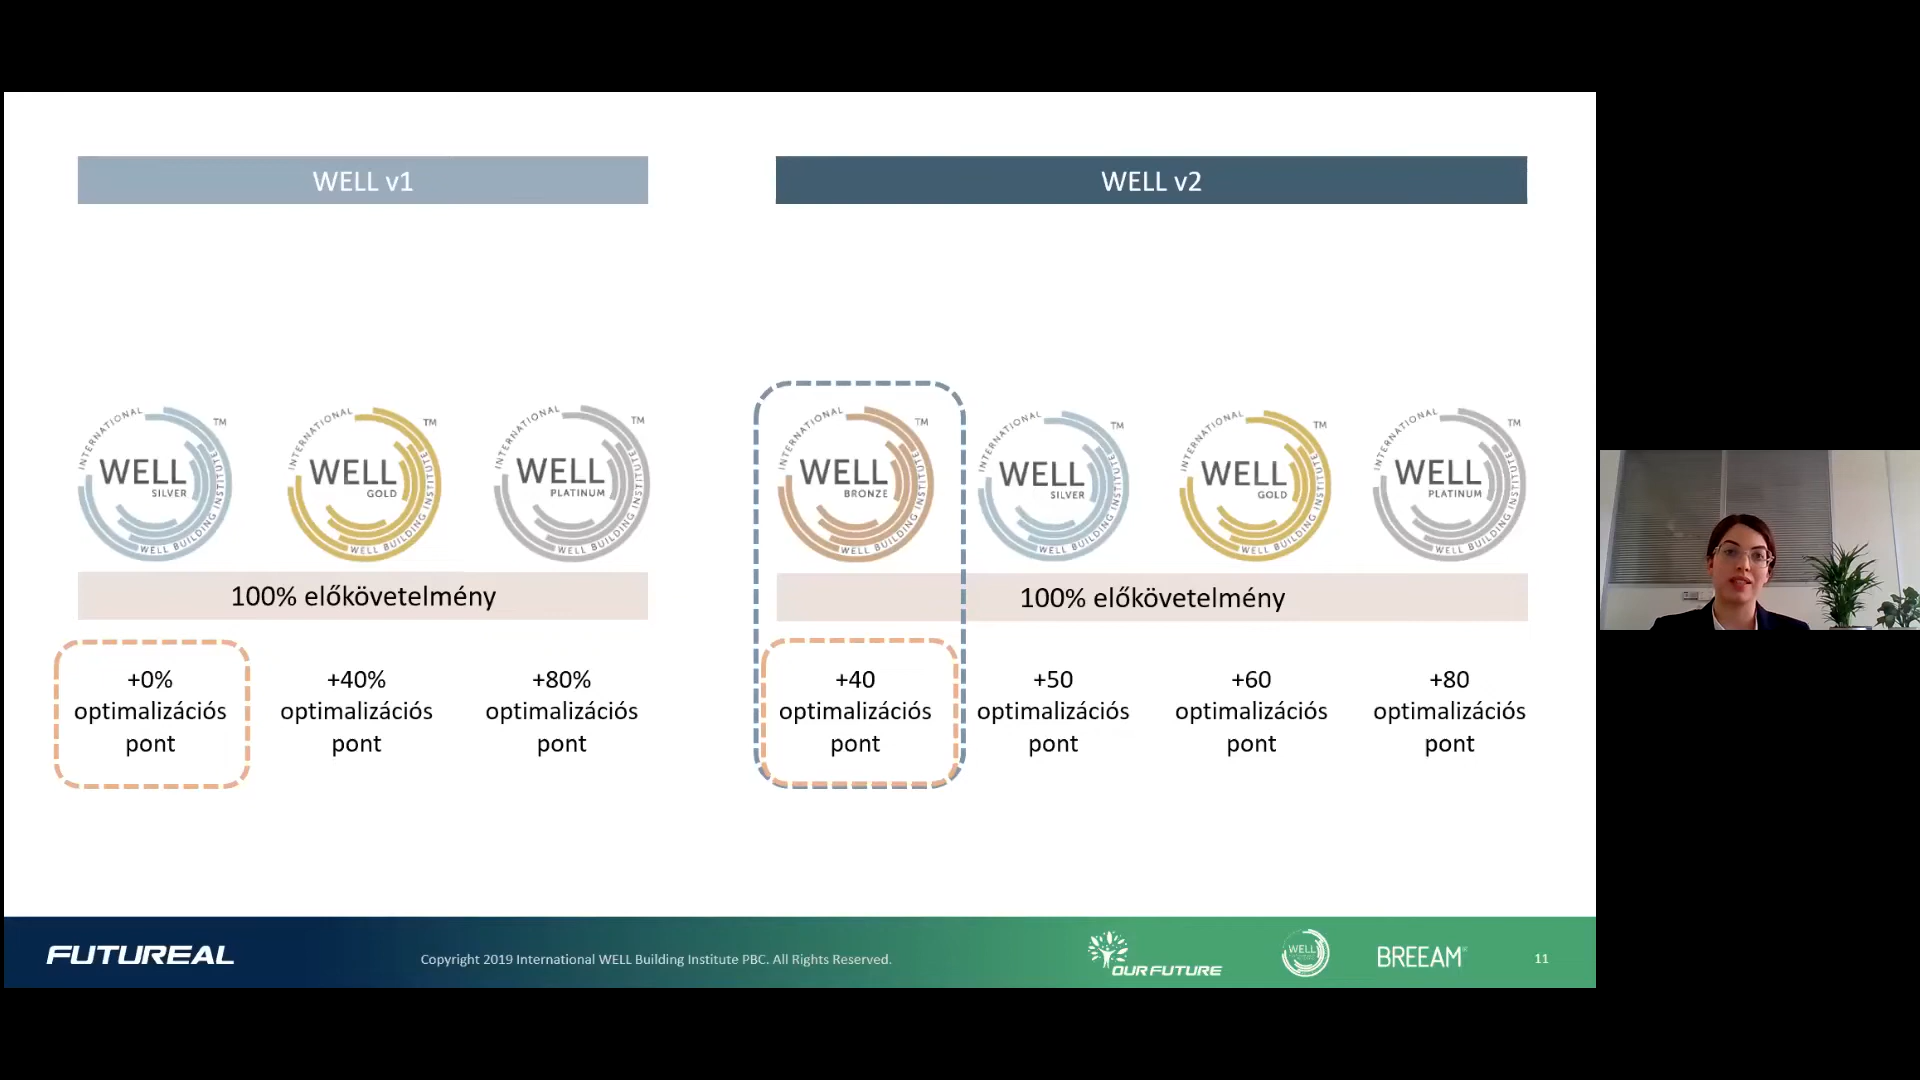 WELL v1
WELL v2
INTERNATIONAL WELL BUILDING INSTITUTE ™
WELL
SILVER
INTERNATIONAL WELL BUILDING INSTITUTE ™
WELL
GOLD
INTERNATIONAL WELL BUILDING INSTITUTE ™
WELL
PLATINUM
INTERNATIONAL WELL BUILDING INSTITUTE ™
WELL
BRONZE
INTERNATIONAL WELL BUILDING INSTITUTE ™
WELL
SILVER
INTERNATIONAL WELL BUILDING INSTITUTE ™
WELL
GOLD
INTERNATIONAL WELL BUILDING INSTITUTE ™
WELL
PLATINUM
100% előkövetelmény
100% előkövetelmény
+0%
optimalizációs
pont
+40%
optimalizációs
pont
+80%
optimalizációs
pont
+40
optimalizációs
pont
+50
optimalizációs
pont
+60
optimalizációs
pont
+80
optimalizációs
pont
FUTUREAL
Copyright 2019 International WELL Building Institute PBC. All Rights Reserved.
OUR FUTURE
WELL
BREEAM®
11